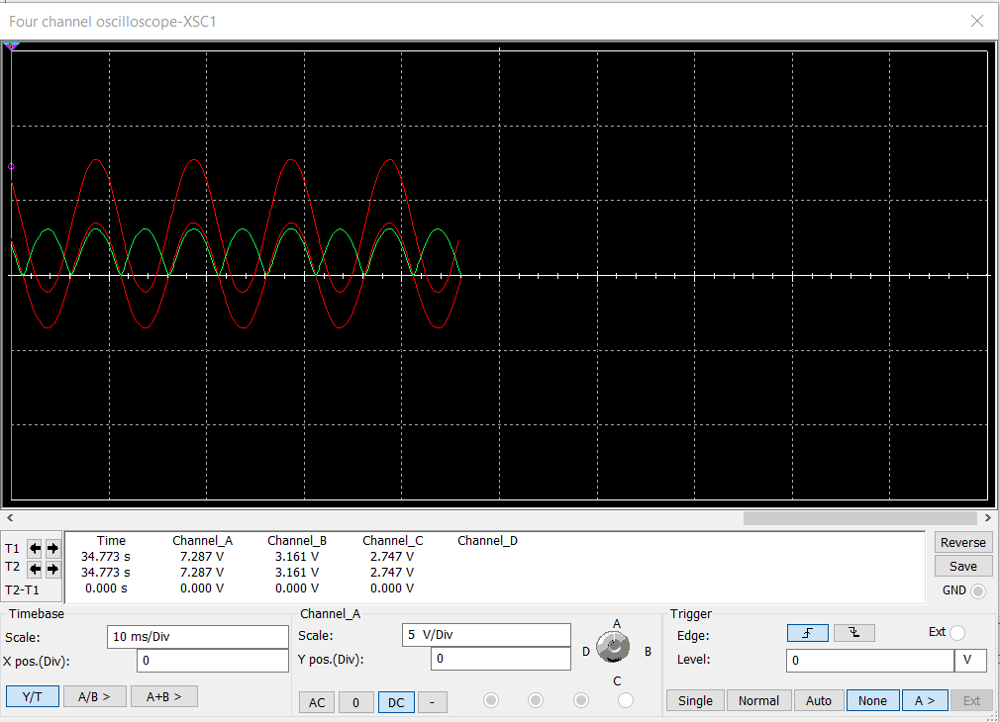 Four channel oscilloscope-XSC1
T1
T2
T2-T1
Time Channel_A Channel_B Channel_C Channel_D
34.773 s 7.287 V 3.161 V 2.747 V
34.773 s 7.287 V 3.161 V 2.747 V
0.000 s 0.000 V 0.000 V 0.000 V
Reverse
Save
GND
Timebase
Scale: 10 ms/Div
X pos.(Div): 0
Y/T A/B > A+B >
Channel_A
Scale: 5 V/Div
Y pos.(Div): 0
AC 0 DC -
A
D B
C
Trigger
Edge: Ext
Level: 0 V
Single Normal Auto None A > Ext